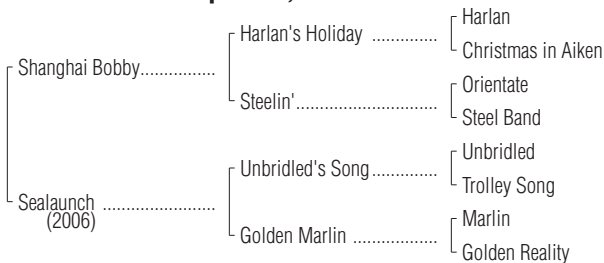 Harlan
Harlan's Holiday ..............
Christmas in Aiken
Shanghai Bobby................
Orientate
Steelin'..............................
Steel Band
Unbridled
Unbridled's Song..............
Trolley Song
Sealaunch ........................
(2006)
Marlin
Golden Marlin ..................
Golden Reality